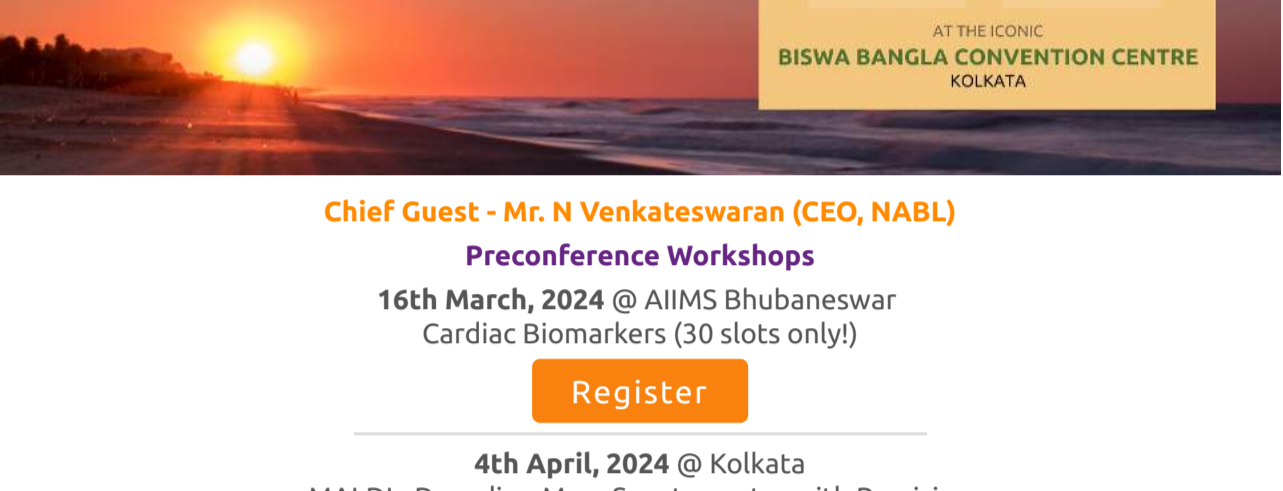 AT THE ICONIC
BISWA BANGLA CONVENTION CENTRE
KOLKATA
Chief Guest - Mr. N Venkateswaran (CEO, NABL)
Preconference Workshops
16th March, 2024 @ AIIMS Bhubaneswar
Cardiac Biomarkers (30 slots only!)
Register
4th April, 2024 @ Kolkata